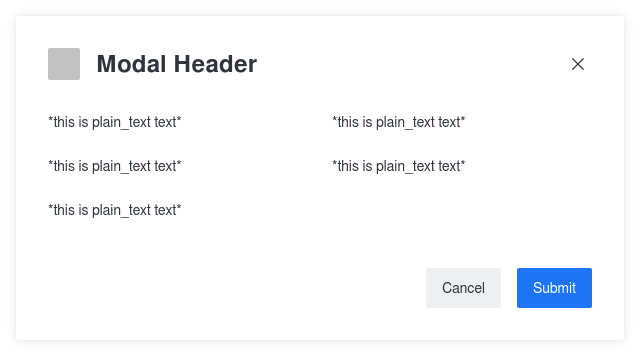 Modal Header
*this is plain_text text*
*this is plain_text text*
*this is plain_text text*
*this is plain_text text*
*this is plain_text text*
Cancel
Submit